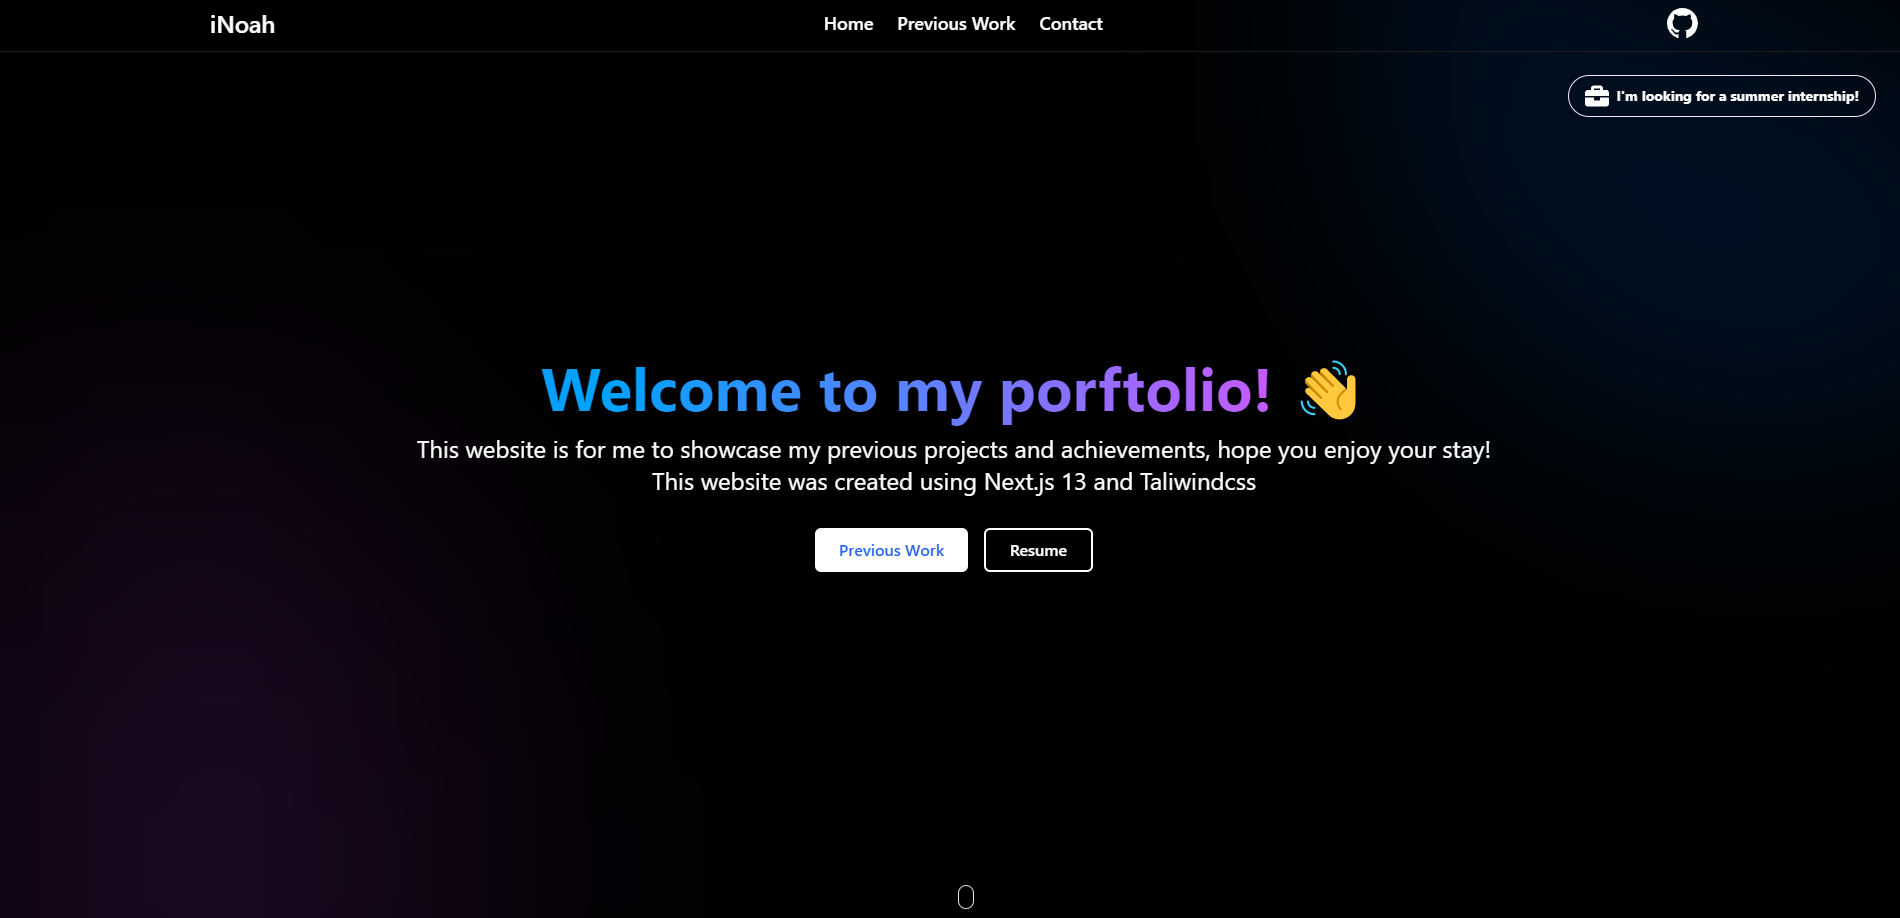 iNoah
Home Previous Work Contact
I'm looking for a summer internship!
Welcome to my porftolio! 👋
This website is for me to showcase my previous projects and achievements, hope you enjoy your stay!
This website was created using Next.js 13 and Taliwindcss
Previous Work Resume